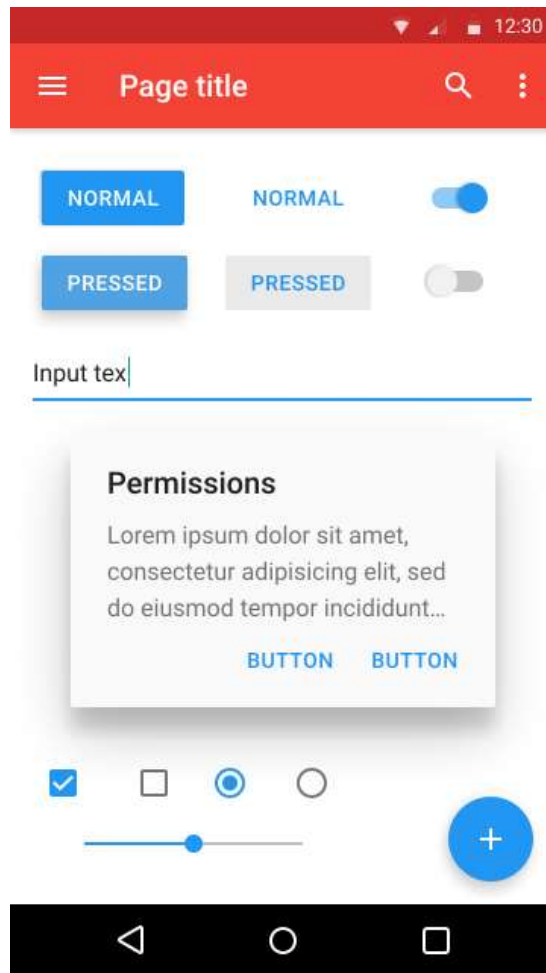 12:30
Page title
NORMAL NORMAL
PRESSED PRESSED
Input tex
Permissions
Lorem ipsum dolor sit amet,
consectetur adipisicing elit, sed
do eiusmod tempor incididunt...
BUTTON BUTTON